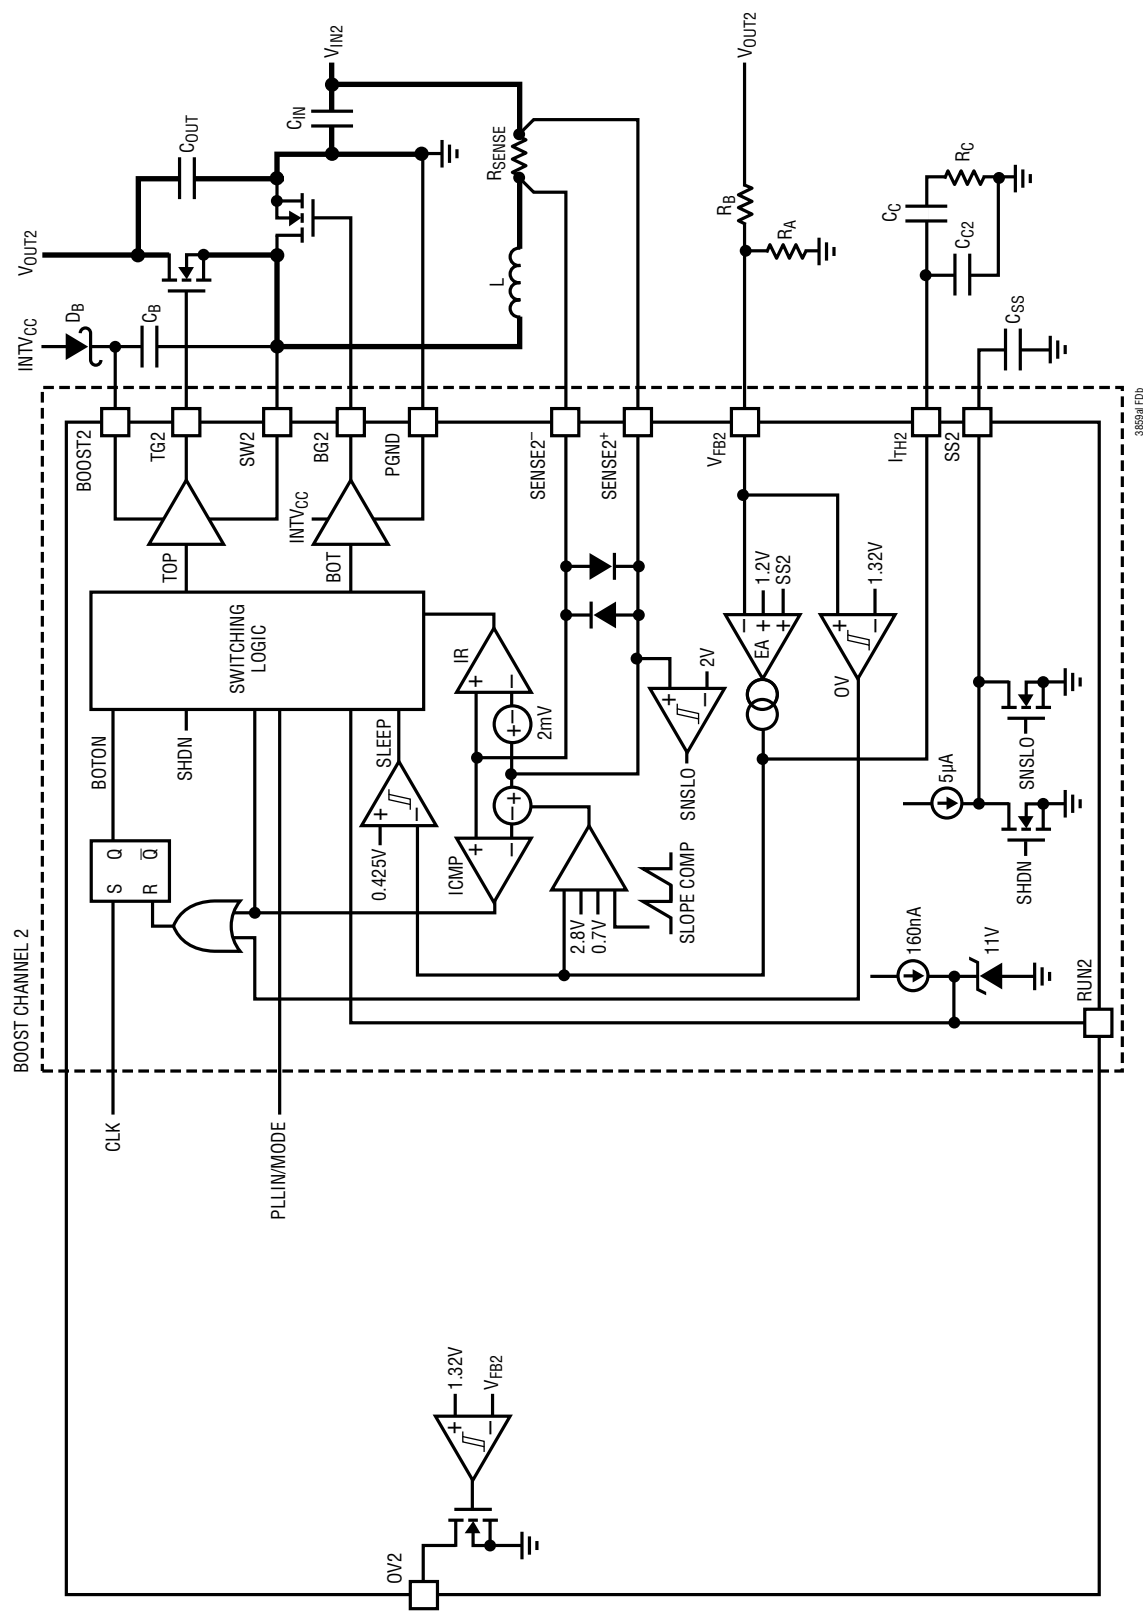 BOOST CHANNEL 2
INTVCC
DB
VOUT2
COUT
CB
CIN
VIN2
RSENSE
L
VOUT2
RB
RA
CC
RC
CC2
CSS
BOOST2
TG2
SW2
BG2
PGND
SENSE2–
SENSE2+
VFB2
ITH2
SS2
INTVCC
TOP
BOT
SWITCHING
LOGIC
BOTON
SHDN
SLEEP
0.425V
+
–
S
Q
R
Q̅
IR
+
–
–
+
2mV
+
–
ICMP
+
–
2.8V
0.7V
SLOPE COMP
+
–
2V
SNSLO
–
+
+
EA
1.2V
SS2
+
–
1.32V
OV
5µA
SNSLO
SHDN
160nA
11V
RUN2
CLK
PLLIN/MODE
1.32V
VFB2
+
–
OV2
3859al FDb